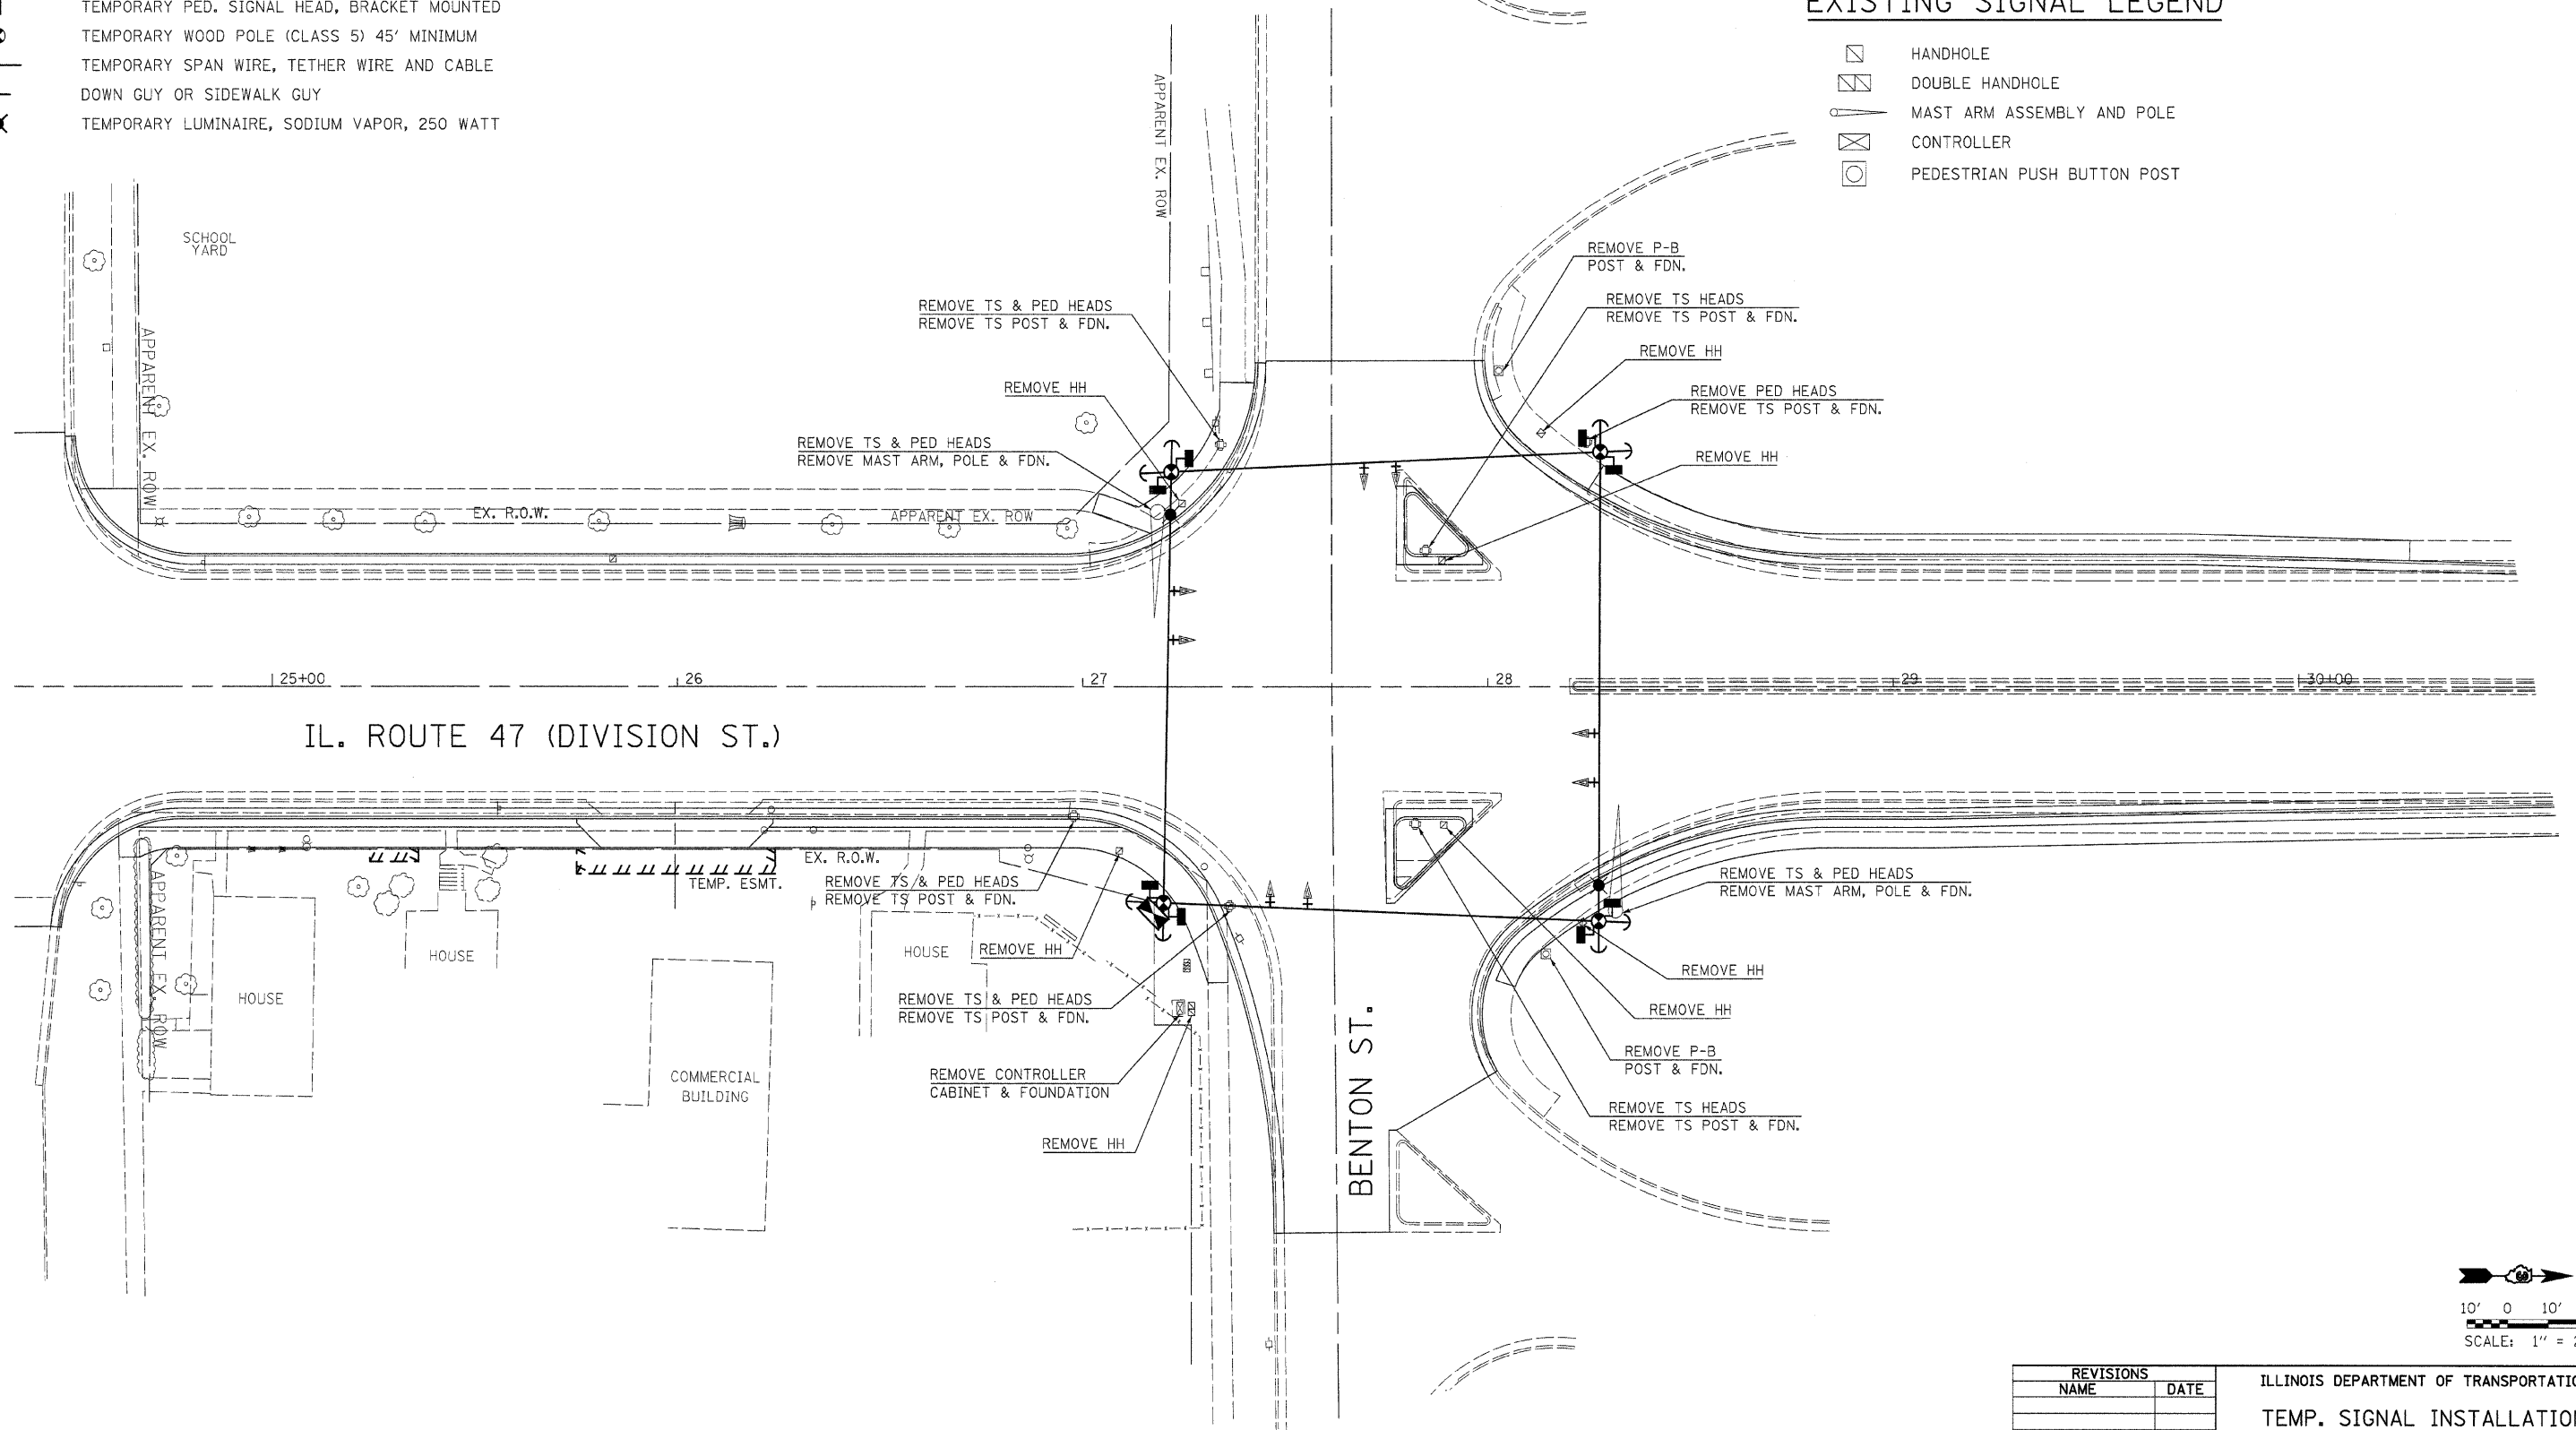 TEMPORARY PED. SIGNAL HEAD, BRACKET MOUNTED
TEMPORARY WOOD POLE (CLASS 5) 45' MINIMUM
TEMPORARY SPAN WIRE, TETHER WIRE AND CABLE
DOWN GUY OR SIDEWALK GUY
TEMPORARY LUMINAIRE, SODIUM VAPOR, 250 WATT
EXISTING SIGNAL LEGEND
HANDHOLE
DOUBLE HANDHOLE
MAST ARM ASSEMBLY AND POLE
CONTROLLER
PEDESTRIAN PUSH BUTTON POST
APPARENT EX. ROW
SCHOOL
YARD
APPARENT EX. ROW
REMOVE P-B
POST & FDN.
REMOVE TS HEADS
REMOVE TS POST & FDN.
REMOVE TS & PED HEADS
REMOVE TS POST & FDN.
REMOVE HH
REMOVE HH
REMOVE PED HEADS
REMOVE TS POST & FDN.
REMOVE TS & PED HEADS
REMOVE MAST ARM, POLE & FDN.
REMOVE HH
EX. R.O.W.
APPARENT EX. ROW
25+00
26
27
28
29
30+00
IL. ROUTE 47 (DIVISION ST.)
EX. R.O.W.
TEMP. ESMT.
REMOVE TS & PED HEADS
REMOVE TS POST & FDN.
REMOVE TS & PED HEADS
REMOVE MAST ARM, POLE & FDN.
APPARENT EX. ROW
HOUSE
HOUSE
HOUSE
REMOVE HH
REMOVE HH
REMOVE TS & PED HEADS
REMOVE TS POST & FDN.
REMOVE HH
BENTON ST.
REMOVE P-B
POST & FDN.
COMMERCIAL
BUILDING
REMOVE CONTROLLER
CABINET & FOUNDATION
REMOVE TS HEADS
REMOVE TS POST & FDN.
REMOVE HH
10' 0 10'
SCALE: 1" =
REVISIONS
NAME DATE
ILLINOIS DEPARTMENT OF TRANSPORTATIO
TEMP. SIGNAL INSTALLATION